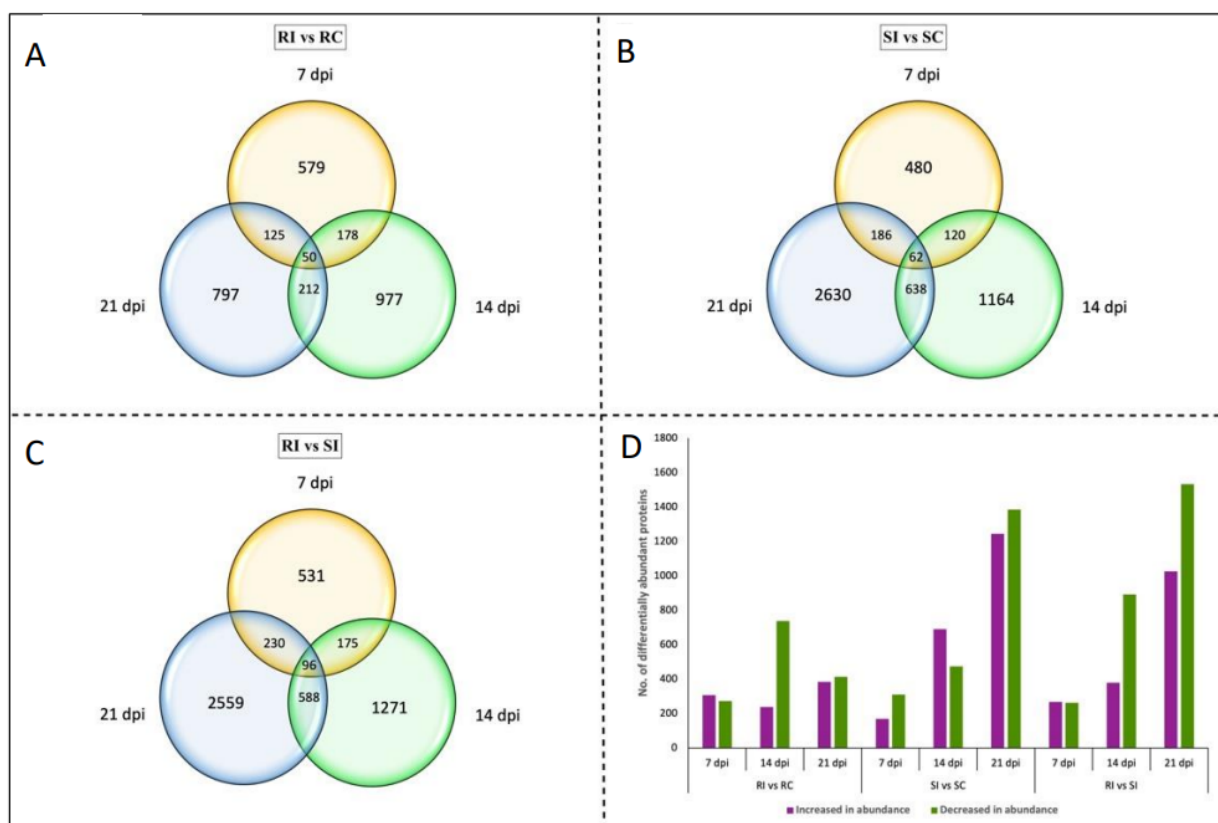 A
RI vs RC
7 dpi
579
125
178
50
212
797
977
21 dpi
14 dpi
B
SI vs SC
7 dpi
480
186
120
62
638
2630
1164
21 dpi
14 dpi
C
RI vs SI
7 dpi
531
230
175
96
588
2559
1271
21 dpi
14 dpi
D
No. of differentially abundant proteins
1800
1600
1400
1200
1000
800
600
400
200
0
7 dpi 14 dpi 21 dpi 7 dpi 14 dpi 21 dpi 7 dpi 14 dpi 21 dpi
RI vs RC SI vs SC RI vs SI
Increased in abundance Decreased in abundance